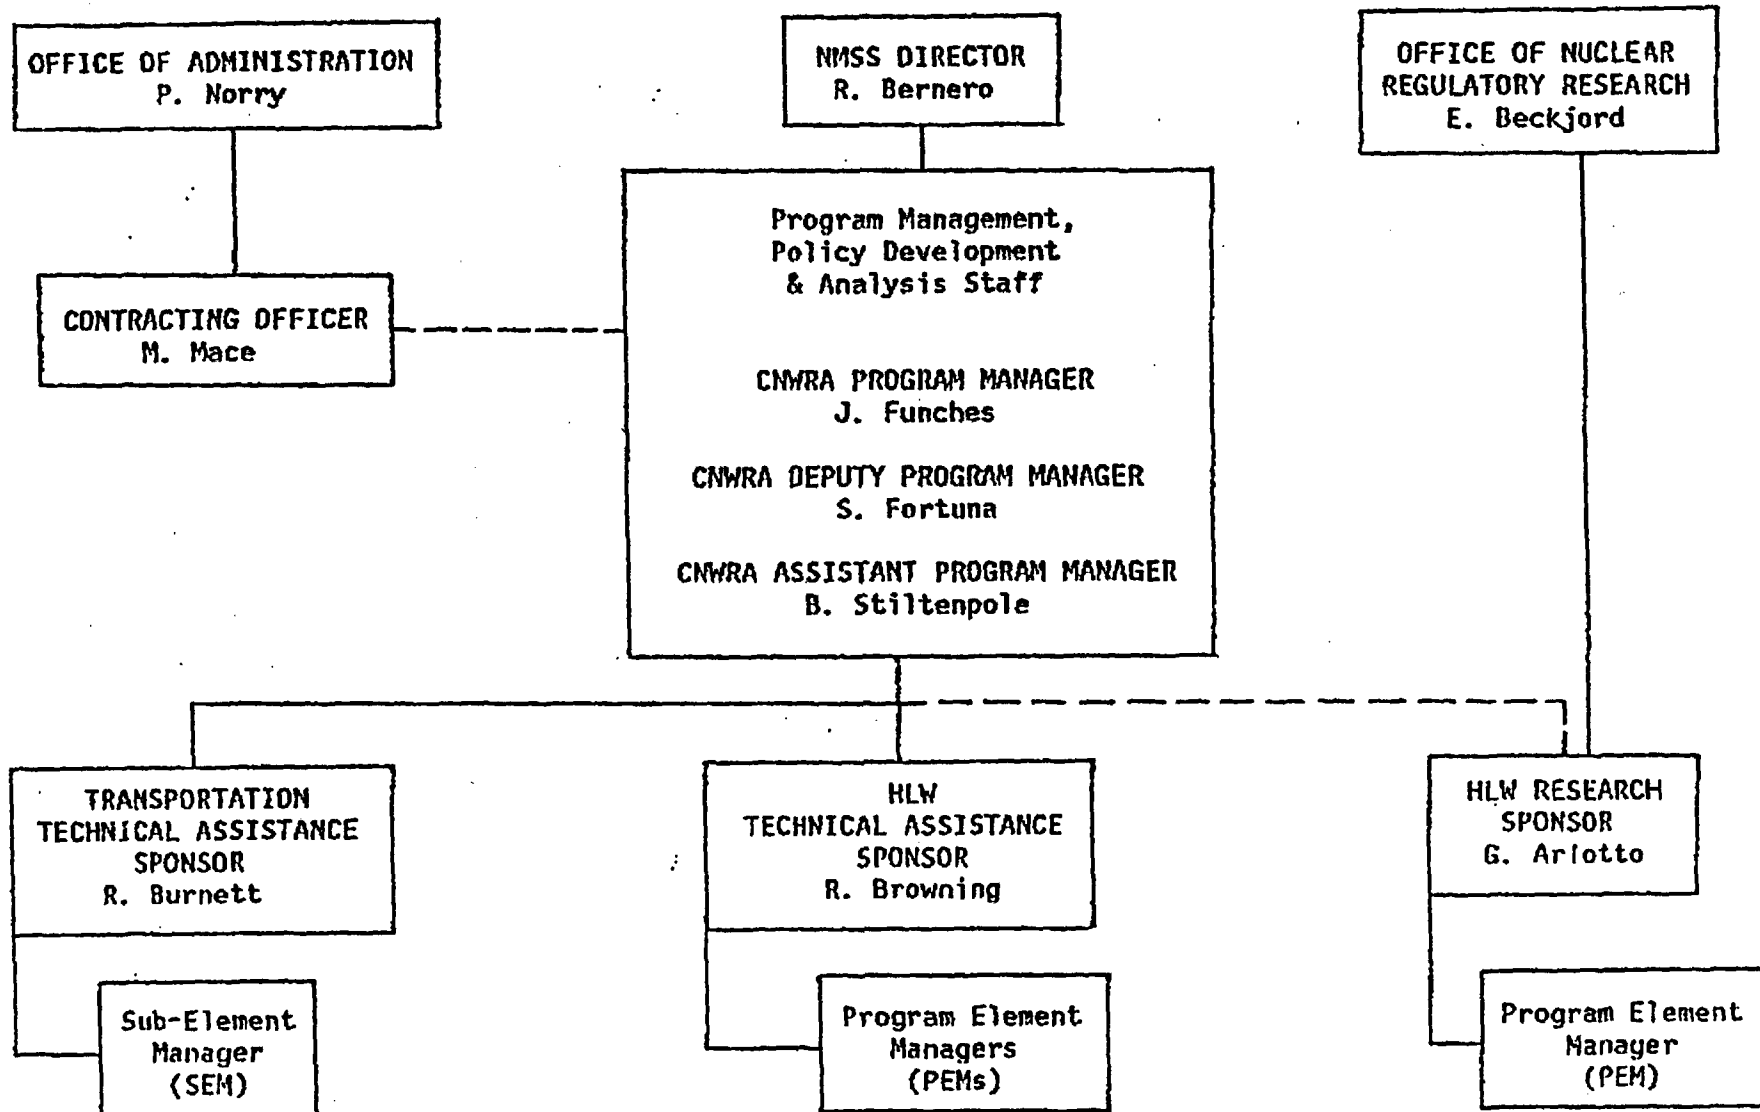 OFFICE OF ADMINISTRATION
P. Norry
NMSS DIRECTOR
R. Bernero
OFFICE OF NUCLEAR
REGULATORY RESEARCH
E. Beckjord
CONTRACTING OFFICER
M. Mace
Program Management,
Policy Development
& Analysis Staff
CNWRA PROGRAM MANAGER
J. Funches
CNWRA DEPUTY PROGRAM MANAGER
S. Fortuna
CNWRA ASSISTANT PROGRAM MANAGER
B. Stiltenpole
TRANSPORTATION
TECHNICAL ASSISTANCE
SPONSOR
R. Burnett
HLW
TECHNICAL ASSISTANCE
SPONSOR
R. Browning
HLW RESEARCH
SPONSOR
G. Arlotto
Sub-Element
Manager
(SEM)
Program Element
Managers
(PEMs)
Program Element
Manager
(PEM)